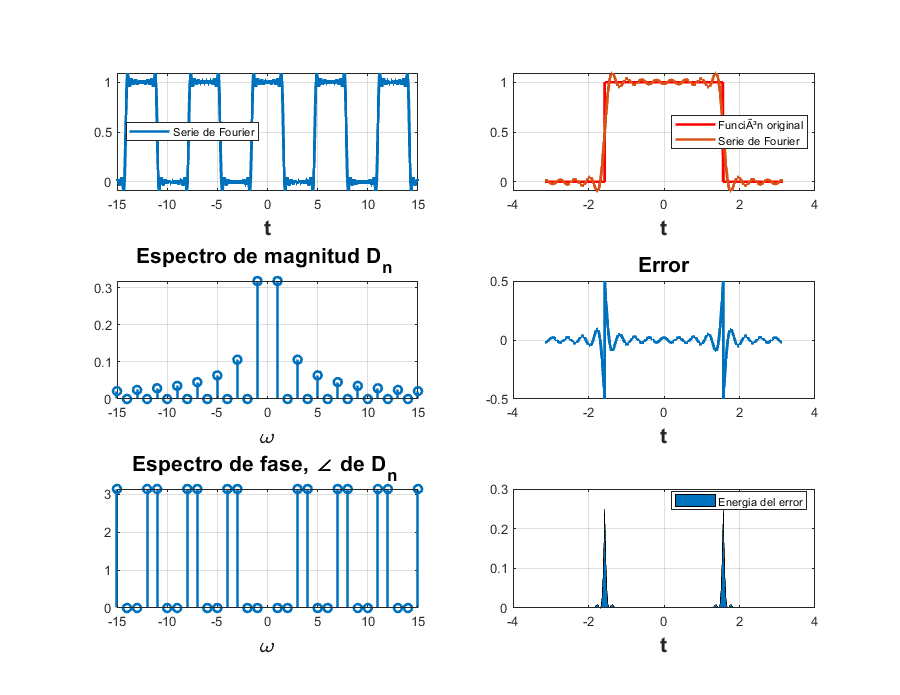 1
0.5
0
-15 -10 -5 0 5 10 15
t
Serie de Fourier
1
0.5
0
-4 -2 0 2 4
t
FunciÃ³n original
Serie de Fourier
Espectro de magnitud Dn
0.3
0.2
0.1
0
-15 -10 -5 0 5 10 15
ω
Error
0.5
0
-0.5
-4 -2 0 2 4
t
Espectro de fase, ∠ de Dn
3
2
1
0
-15 -10 -5 0 5 10 15
ω
0.3
0.2
0.1
0
-4 -2 0 2 4
t
Energia del error